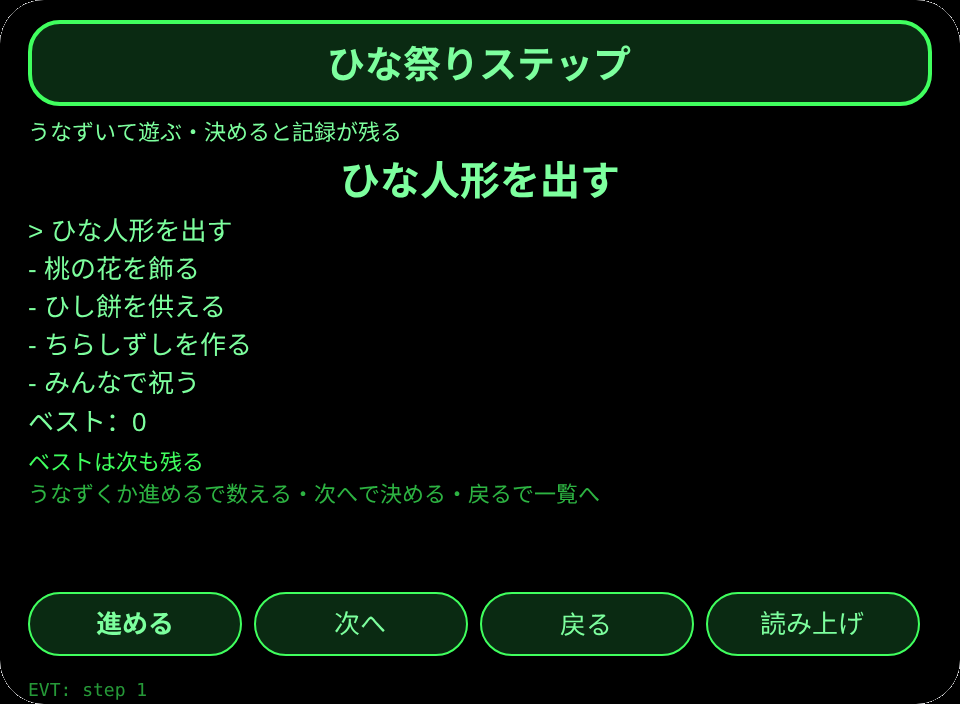 ひな祭りステップ
うなずいて遊ぶ・決めると記録が残る
ひな人形を出す
> ひな人形を出す
- 桃の花を飾る
- ひし餅を供える
- ちらしずしを作る
- みんなで祝う
ベスト: 0
ベストは次も残る
うなずくか進めるで数える・次へで決める・戻るで一覧へ
進める 次へ 戻る 読み上げ
EVT: step 1